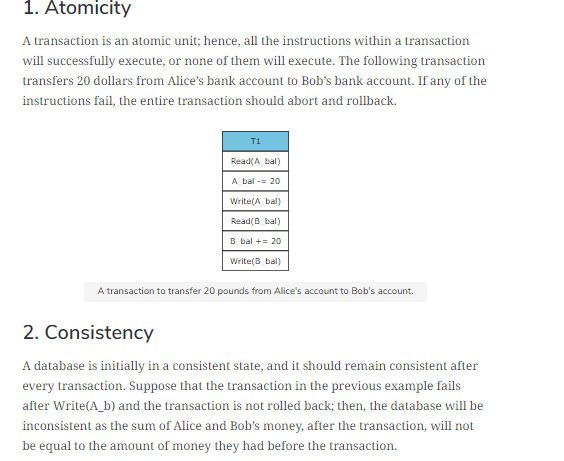 1. Atomicity
A transaction is an atomic unit; hence, all the instructions within a transaction
will successfully execute, or none of them will execute. The following transaction
transfers 20 dollars from Alice's bank account to Bob's bank account. If any of the
instructions fail, the entire transaction should abort and rollback.
T1
Read(A_bal)
A_bal -= 20
Write(A_bal)
Read(B_bal)
B_bal += 20
Write(B_bal)
A transaction to transfer 20 pounds from Alice's account to Bob's account.
2. Consistency
A database is initially in a consistent state, and it should remain consistent after
every transaction. Suppose that the transaction in the previous example fails
after Write(A_b) and the transaction is not rolled back; then, the database will be
inconsistent as the sum of Alice and Bob's money, after the transaction, will not
be equal to the amount of money they had before the transaction.